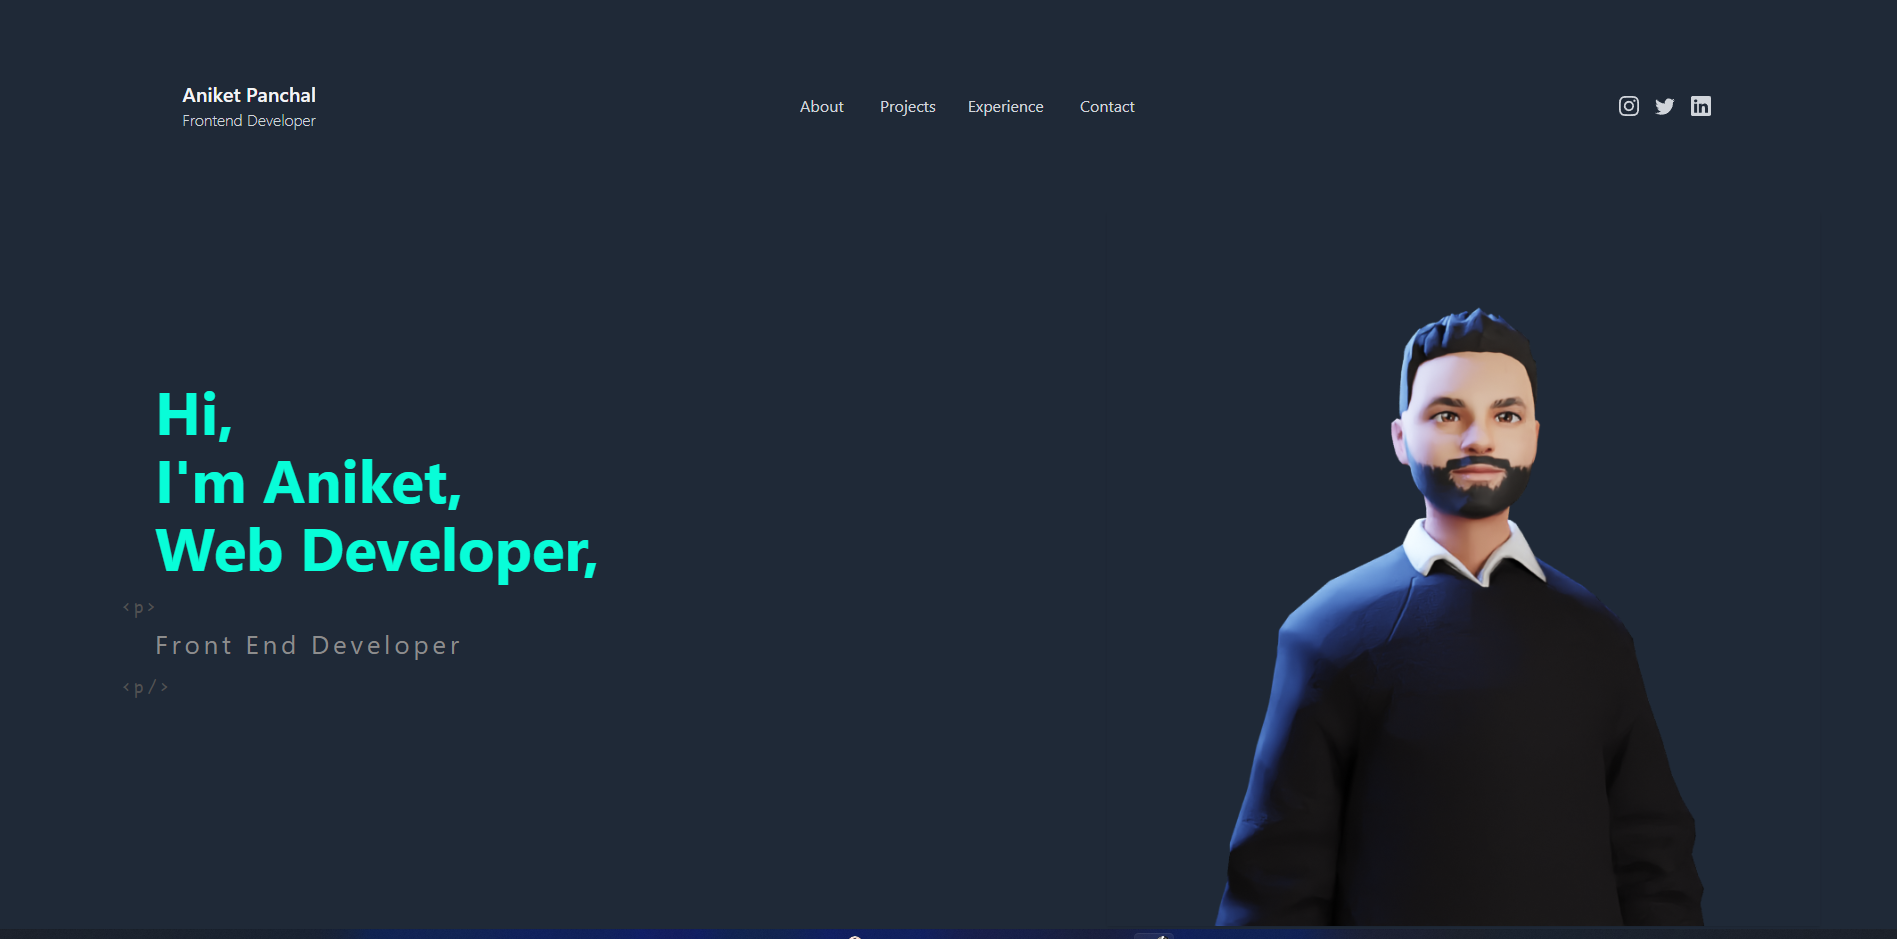 Aniket Panchal
Frontend Developer
About Projects Experience Contact
Hi,
I'm Aniket,
Web Developer,
<p>
Front End Developer
<p/>